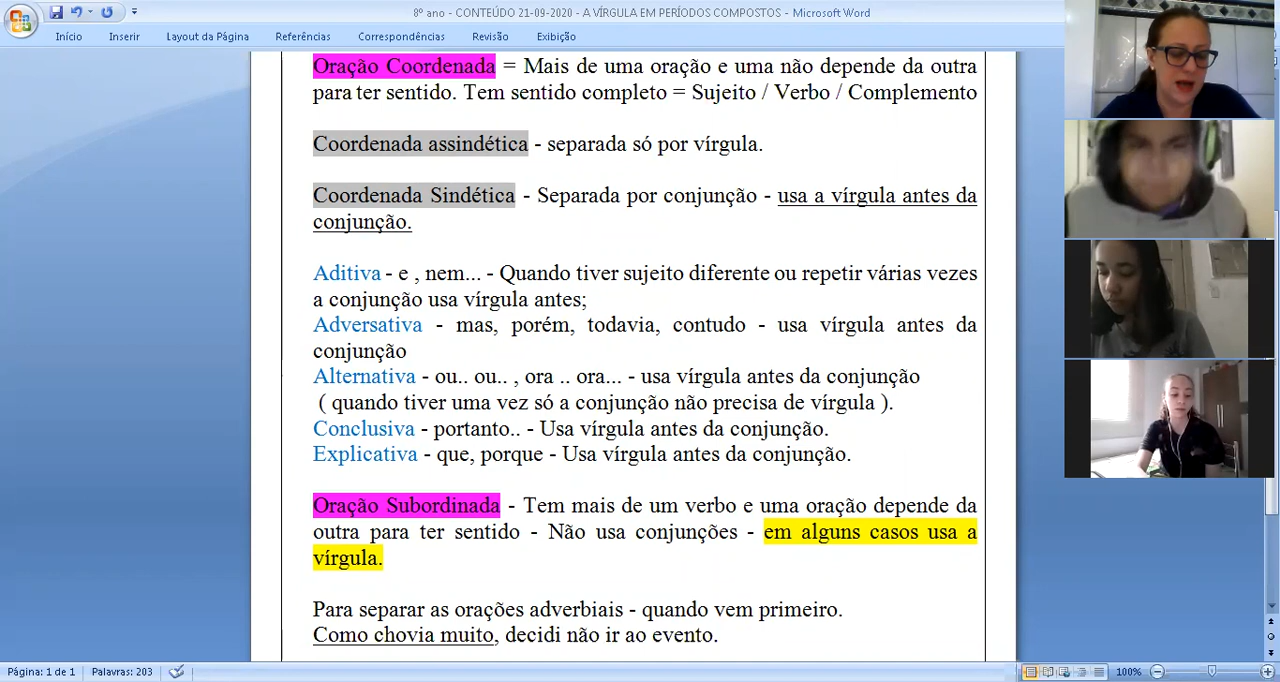 8º ano - CONTEÚDO 21-09-2020 - A VÍRGULA EM PERÍODOS COMPOSTOS - Microsoft Word
Início Inserir Layout da Página Referências Correspondências Revisão Exibição
Oração Coordenada = Mais de uma oração e uma não depende da outra
para ter sentido. Tem sentido completo = Sujeito / Verbo / Complemento
Coordenada assindética - separada só por vírgula.
Coordenada Sindética - Separada por conjunção - usa a vírgula antes da
conjunção.
Aditiva - e , nem... - Quando tiver sujeito diferente ou repetir várias vezes
a conjunção usa vírgula antes;
Adversativa - mas, porém, todavia, contudo - usa vírgula antes da
conjunção
Alternativa - ou.. ou.. , ora .. ora... - usa vírgula antes da conjunção
( quando tiver uma vez só a conjunção não precisa de vírgula ).
Conclusiva - portanto.. - Usa vírgula antes da conjunção.
Explicativa - que, porque - Usa vírgula antes da conjunção.
Oração Subordinada - Tem mais de um verbo e uma oração depende da
outra para ter sentido - Não usa conjunções - em alguns casos usa a
vírgula.
Para separar as orações adverbiais - quando vem primeiro.
Como chovia muito, decidi não ir ao evento.
Página: 1 de 1 Palavras: 203 100%